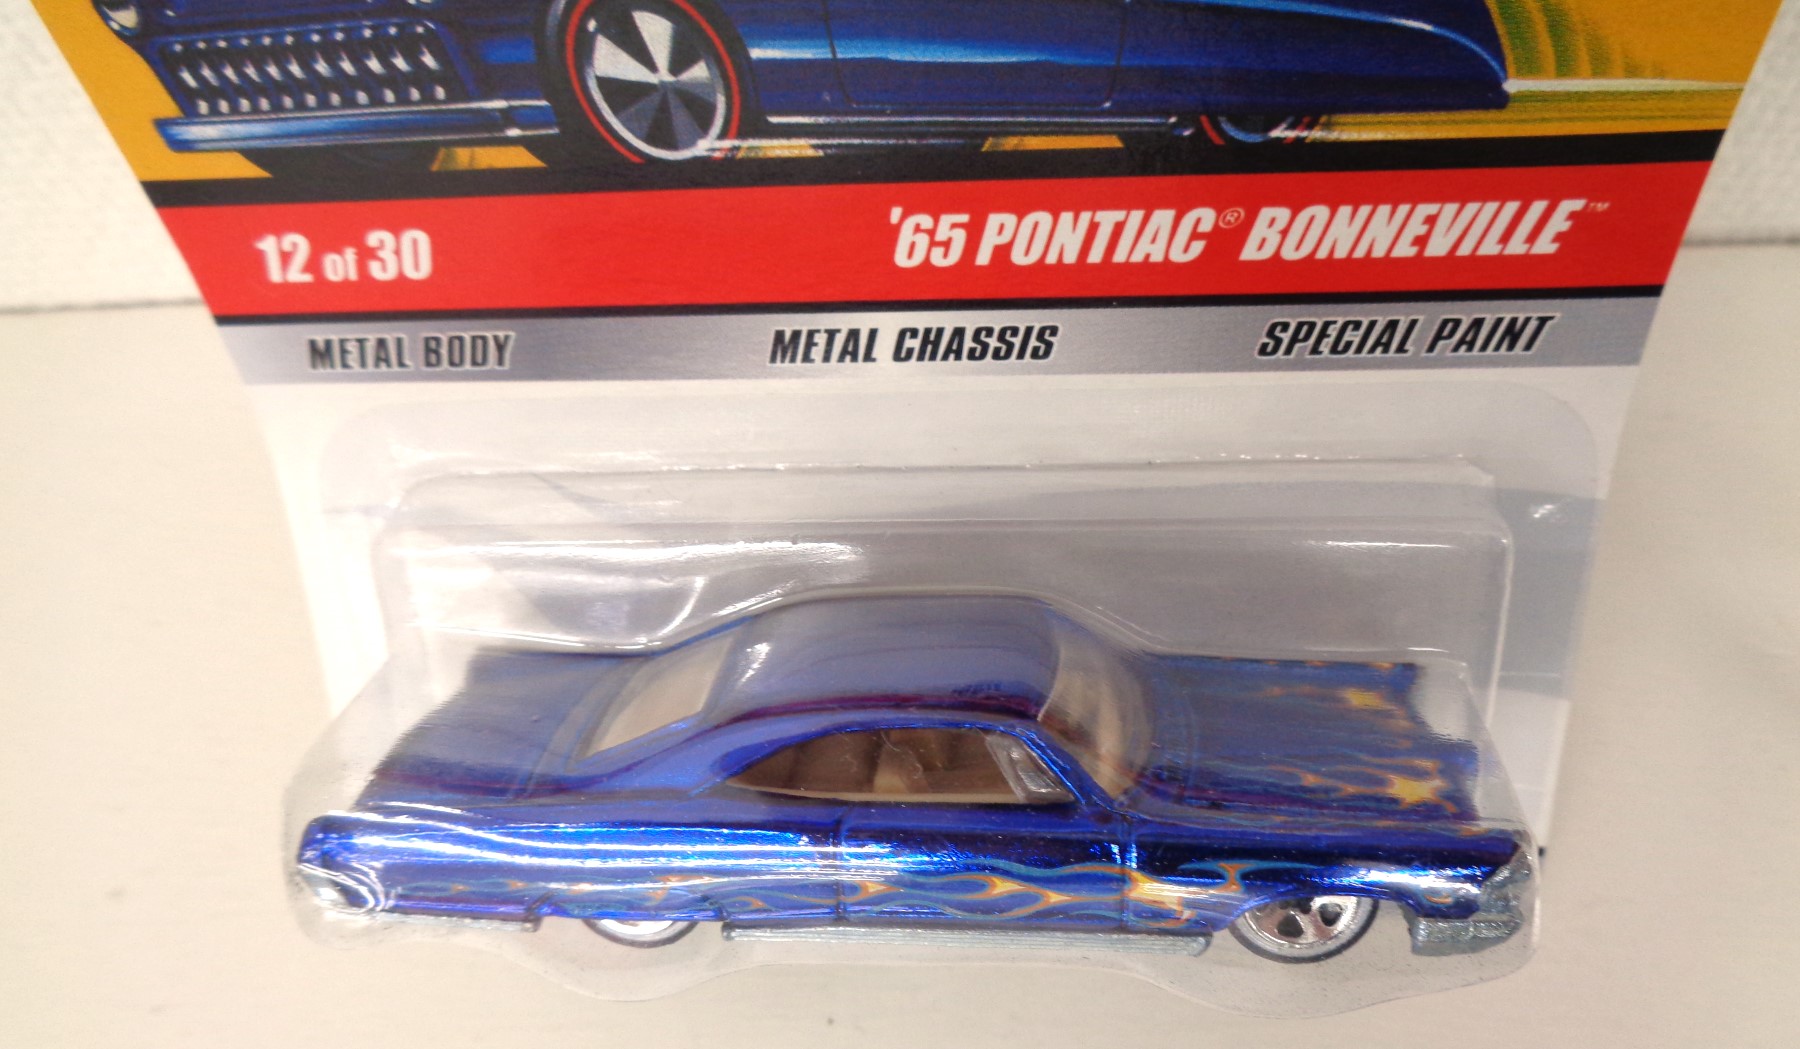 12 of 30
'65 PONTIAC® BONNEVILLE™
METAL BODY METAL CHASSIS SPECIAL PAINT